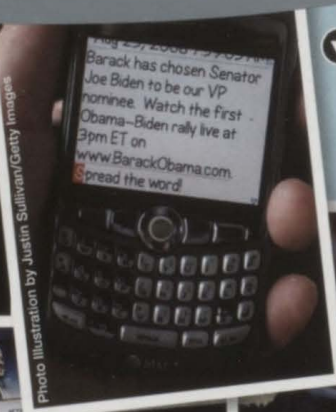 Barack has chosen Senator
Joe Biden to be our VP
nominee. Watch the first
Obama-Biden rally live at
3pm ET on
www.BarackObama.com.
Spread the word!
Photo Illustration by Justin Sullivan/Getty Images